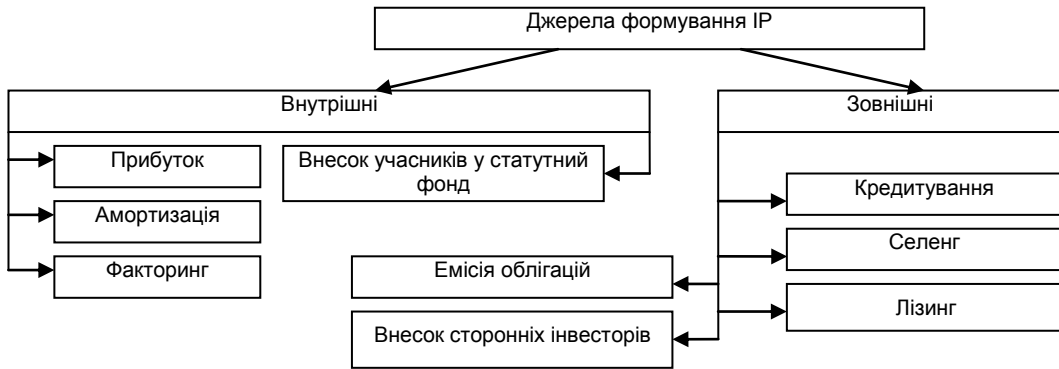 Джерела формування ІР
Внутрішні
Зовнішні
Прибуток
Внесок учасників у статутний
фонд
Амортизація
Факторинг
Кредитування
Селенг
Емісія облігацій
Лізинг
Внесок сторонніх інвесторів